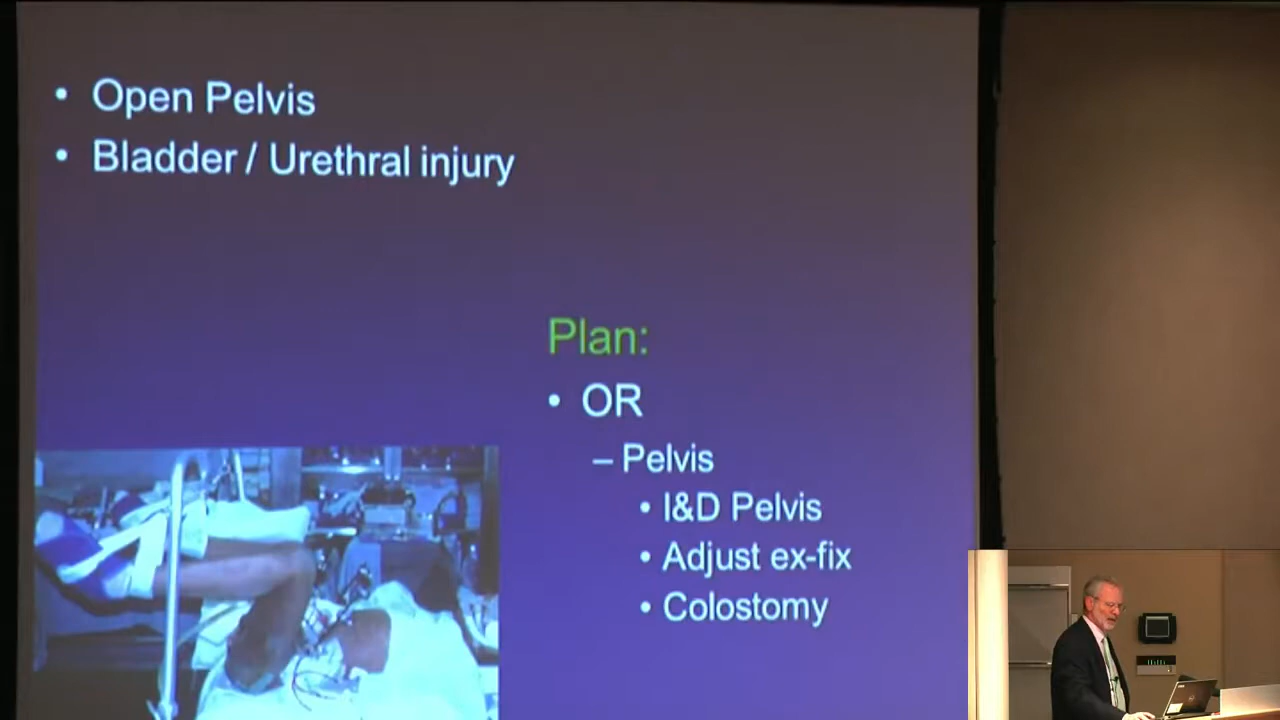 • Open Pelvis
• Bladder / Urethral injury
Plan:
• OR
– Pelvis
• I&D Pelvis
• Adjust ex-fix
• Colostomy